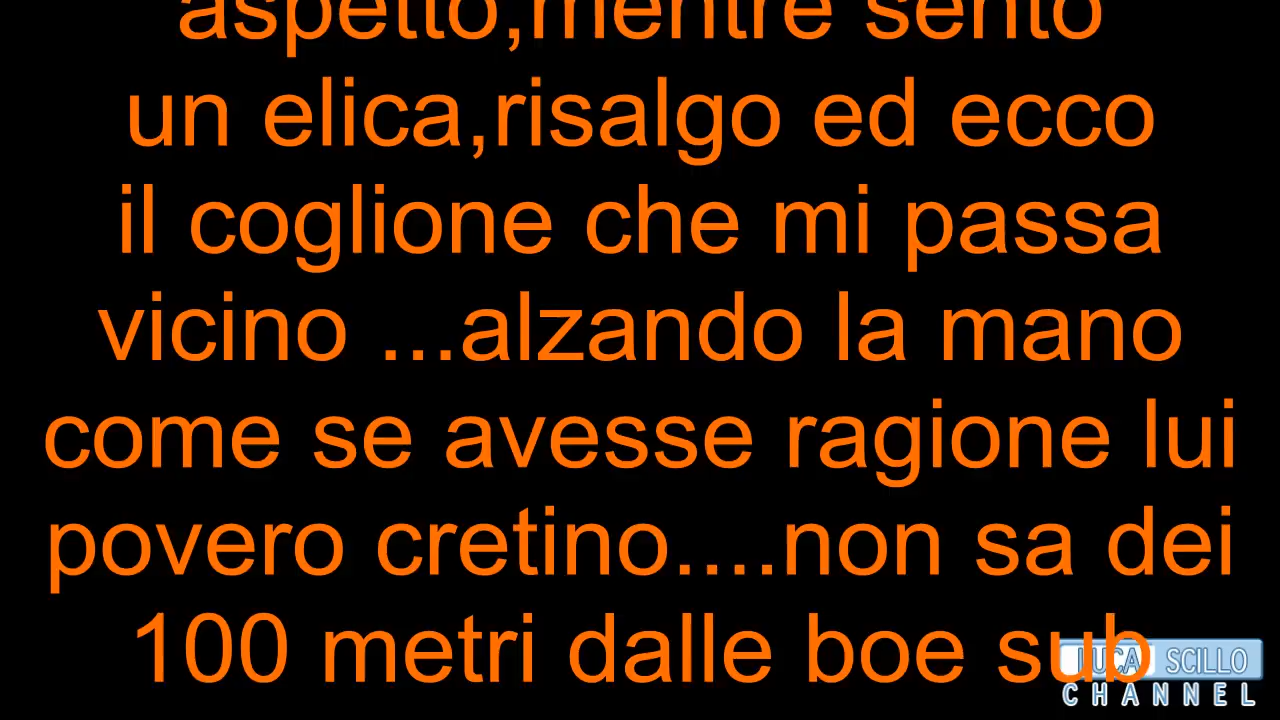 aspetto,mentre sento
un elica,risalgo ed ecco
il coglione che mi passa
vicino ...alzando la mano
come se avesse ragione lui
povero cretino....non sa dei
100 metri dalle boe sub
LUCA SCILLO
CHANNEL